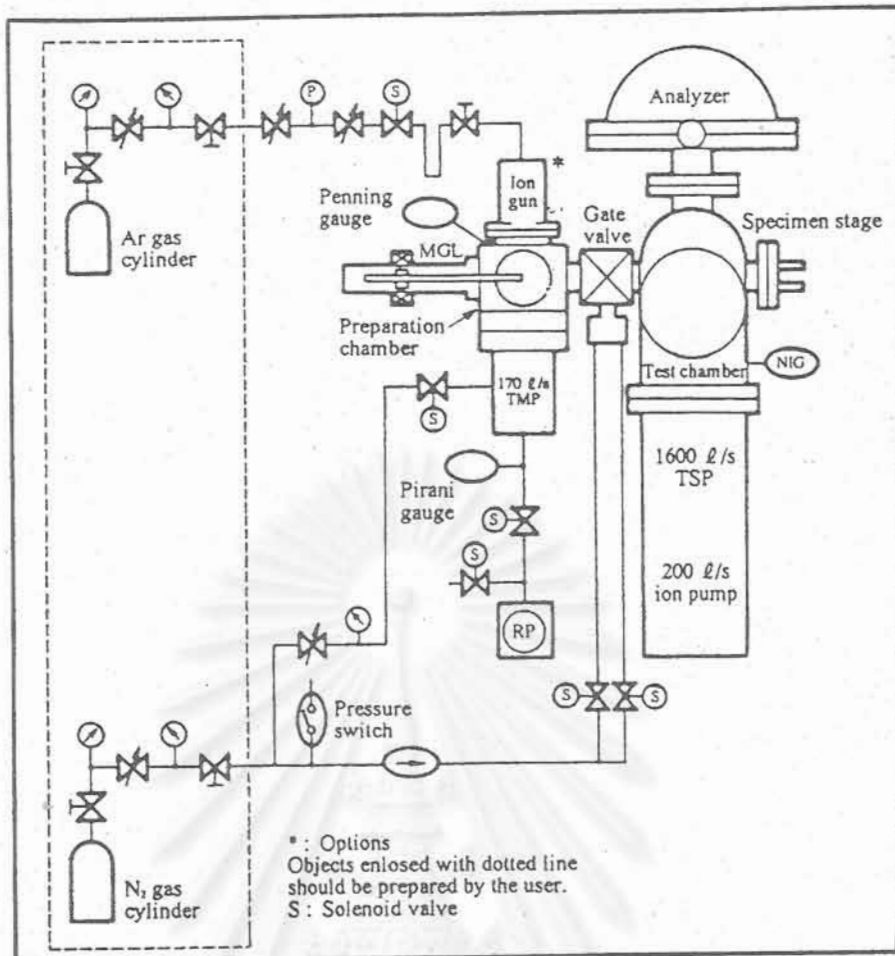 Analyzer
P
S
Penning
gauge
Ion
gun
*
Gate
valve
Specimen stage
Ar gas
cylinder
MGL
Preparation
chamber
Test chamber
NIG
170 ℓ/s
TMP
S
Pirani
gauge
1600 ℓ/s
TSP
S
S
200 ℓ/s
ion pump
RP
S
S
Pressure
switch
* : Options
Objects enlosed with dotted line
should be prepared by the user.
S : Solenoid valve
N₂ gas
cylinder